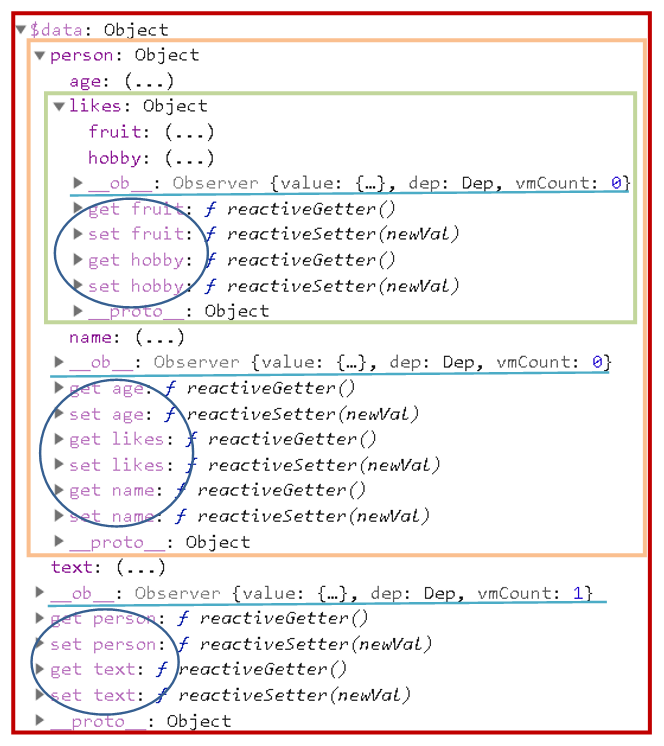 $data: Object
person: Object
age: (...)
likes: Object
fruit: (...)
hobby: (...)
__ob__: Observer {value: {…}, dep: Dep, vmCount: 0}
get fruit: ƒ reactiveGetter()
set fruit: ƒ reactiveSetter(newVal)
get hobby: ƒ reactiveGetter()
set hobby: ƒ reactiveSetter(newVal)
__proto__: Object
name: (...)
__ob__: Observer {value: {…}, dep: Dep, vmCount: 0}
get age: ƒ reactiveGetter()
set age: ƒ reactiveSetter(newVal)
get likes: ƒ reactiveGetter()
set likes: ƒ reactiveSetter(newVal)
get name: ƒ reactiveGetter()
set name: ƒ reactiveSetter(newVal)
__proto__: Object
text: (...)
__ob__: Observer {value: {…}, dep: Dep, vmCount: 1}
get person: ƒ reactiveGetter()
set person: ƒ reactiveSetter(newVal)
get text: ƒ reactiveGetter()
set text: ƒ reactiveSetter(newVal)
__proto__: Object